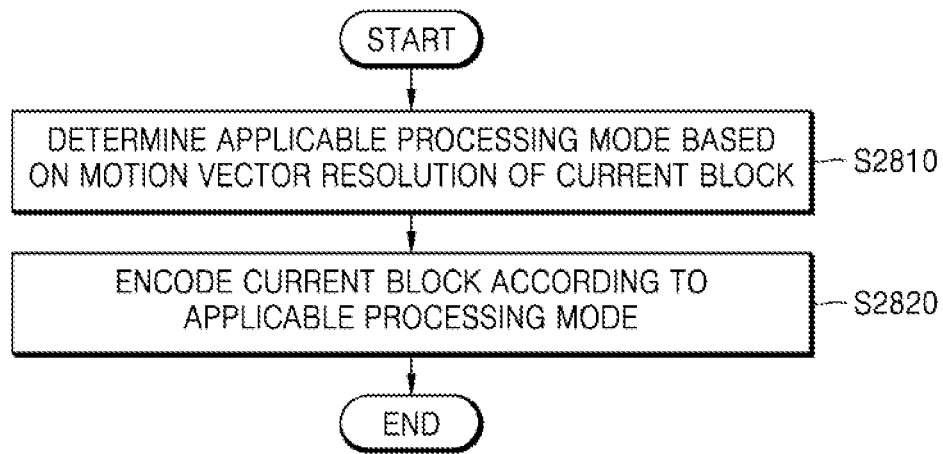 START
DETERMINE APPLICABLE PROCESSING MODE BASED
ON MOTION VECTOR RESOLUTION OF CURRENT BLOCK
S2810
ENCODE CURRENT BLOCK ACCORDING TO
APPLICABLE PROCESSING MODE
S2820
END